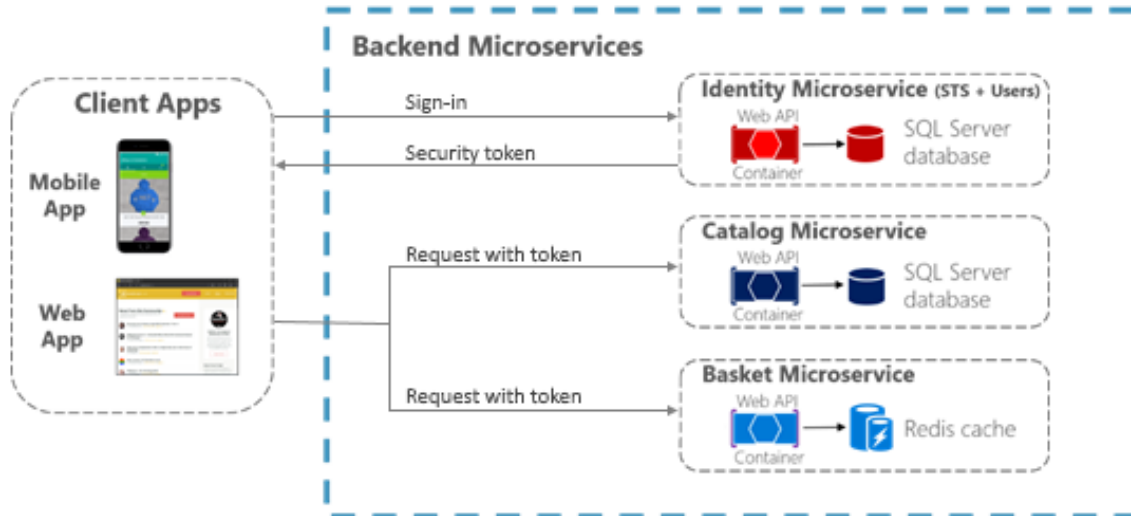 Backend Microservices
Client Apps
Mobile
App
Web
App
Sign-in
Security token
Request with token
Request with token
Identity Microservice (STS + Users)
Web API
Container
SQL Server
database
Catalog Microservice
Web API
Container
SQL Server
database
Basket Microservice
Web API
Container
Redis cache